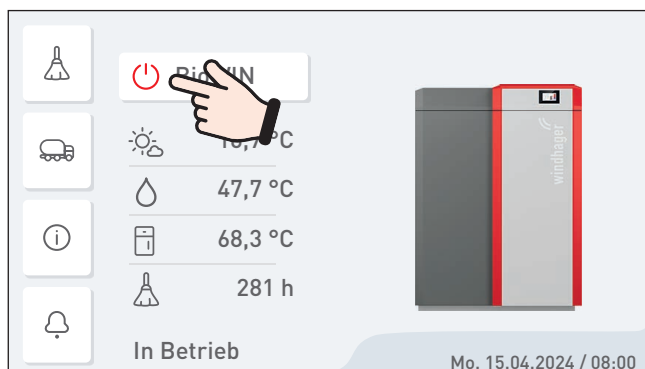 47,7 °C
68,3 °C
281 h
In Betrieb
windhager
Mo. 15.04.2024 / 08:00